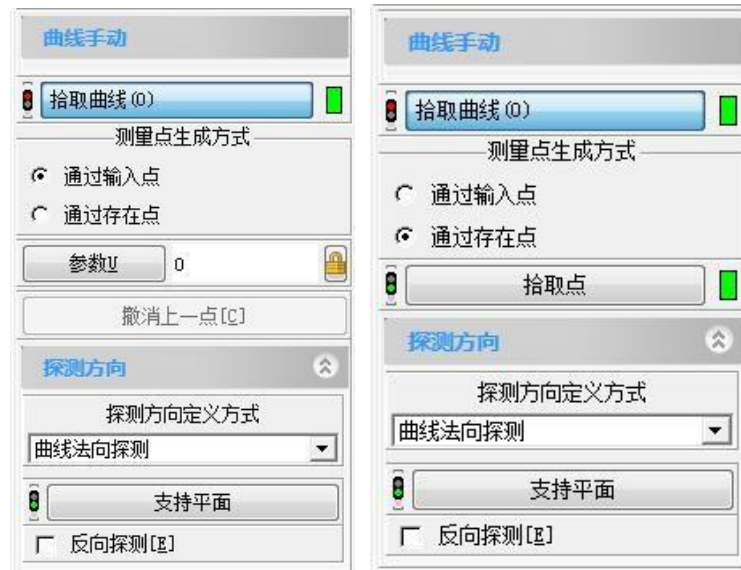 曲线手动
拾取曲线(0)
测量点生成方式
通过输入点
通过存在点
参数U 0
撤消上一点[C]
探测方向
探测方向定义方式
曲线法向探测
支持平面
反向探测[E]
曲线手动
拾取曲线(0)
测量点生成方式
通过输入点
通过存在点
拾取点
探测方向
探测方向定义方式
曲线法向探测
支持平面
反向探测[E]